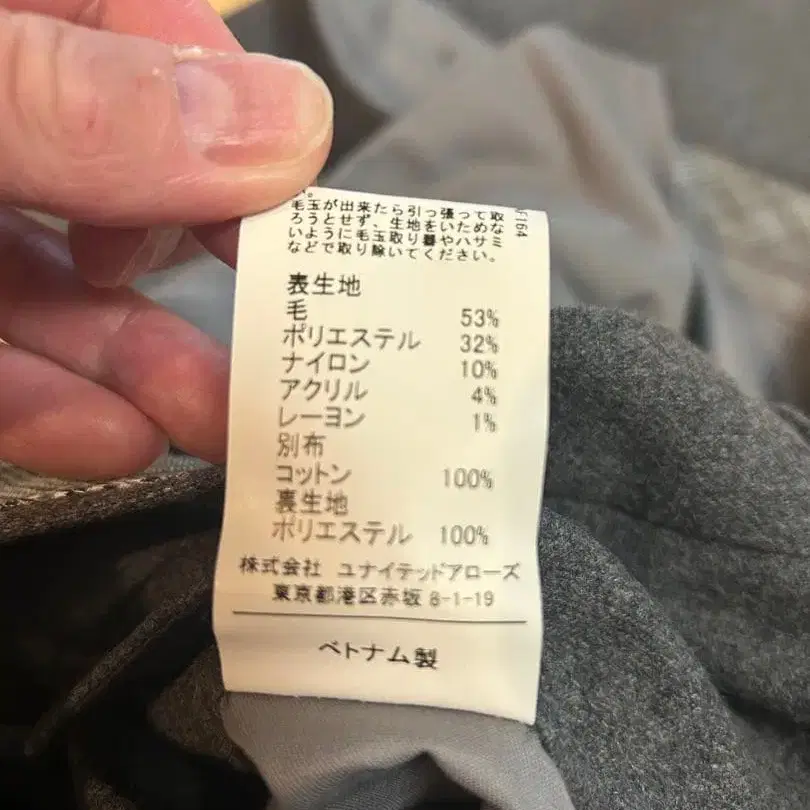 い。
毛玉が出来たら引っ張って取
ろうとせず、生地をいためな
いように毛玉取り器やハサミ
などで取り除いてください。
表生地
毛 53%
ポリエステル 32%
ナイロン 10%
アクリル 4%
レーヨン 1%
別布
コットン 100%
裏生地
ポリエステル 100%
株式会社 ユナイテッドアローズ
東京都港区赤坂 8-1-19
ベトナム製